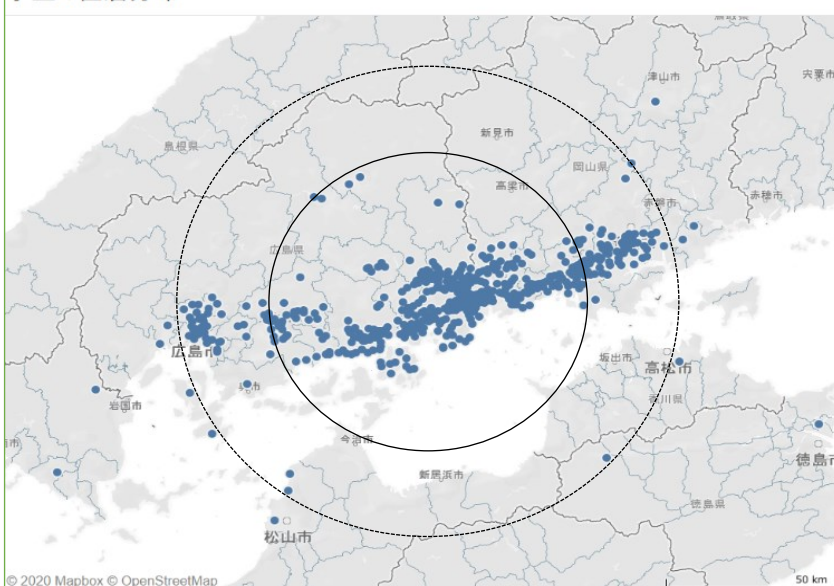 津山市
宍粟市
新見市
島根県
岡山県
高梁市
赤穂市
赤磐市
広島県
広島市
坂出市
高松市
岩国市
香川県
今治市
徳島市
新居浜市
徳島県
松山市
© 2020 Mapbox © OpenStreetMap
50 km